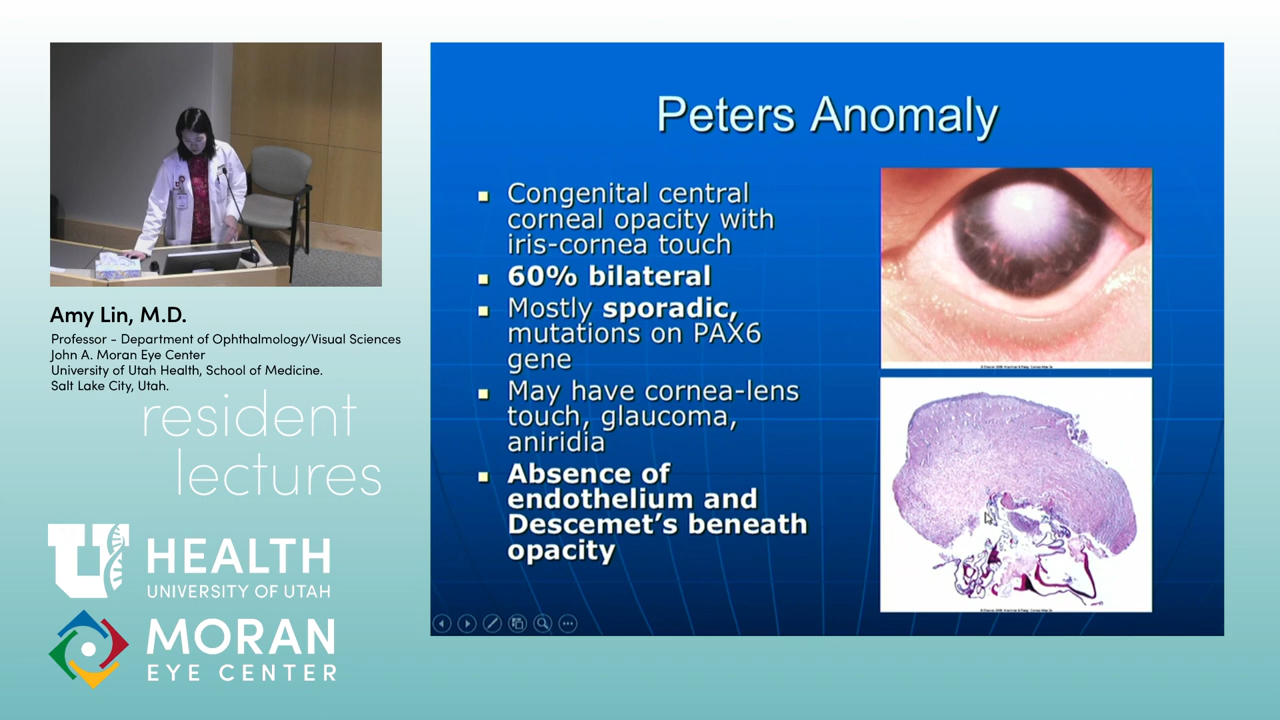 Amy Lin, M.D.
Professor - Department of Ophthalmology/Visual Sciences
John A. Moran Eye Center
University of Utah Health, School of Medicine.
Salt Lake City, Utah.
resident
lectures
U HEALTH
UNIVERSITY OF UTAH
MORAN
EYE CENTER
Peters Anomaly
Congenital central
corneal opacity with
iris-cornea touch
60% bilateral
Mostly sporadic,
mutations on PAX6
gene
May have cornea-lens
touch, glaucoma,
aniridia
Absence of
endothelium and
Descemet's beneath
opacity